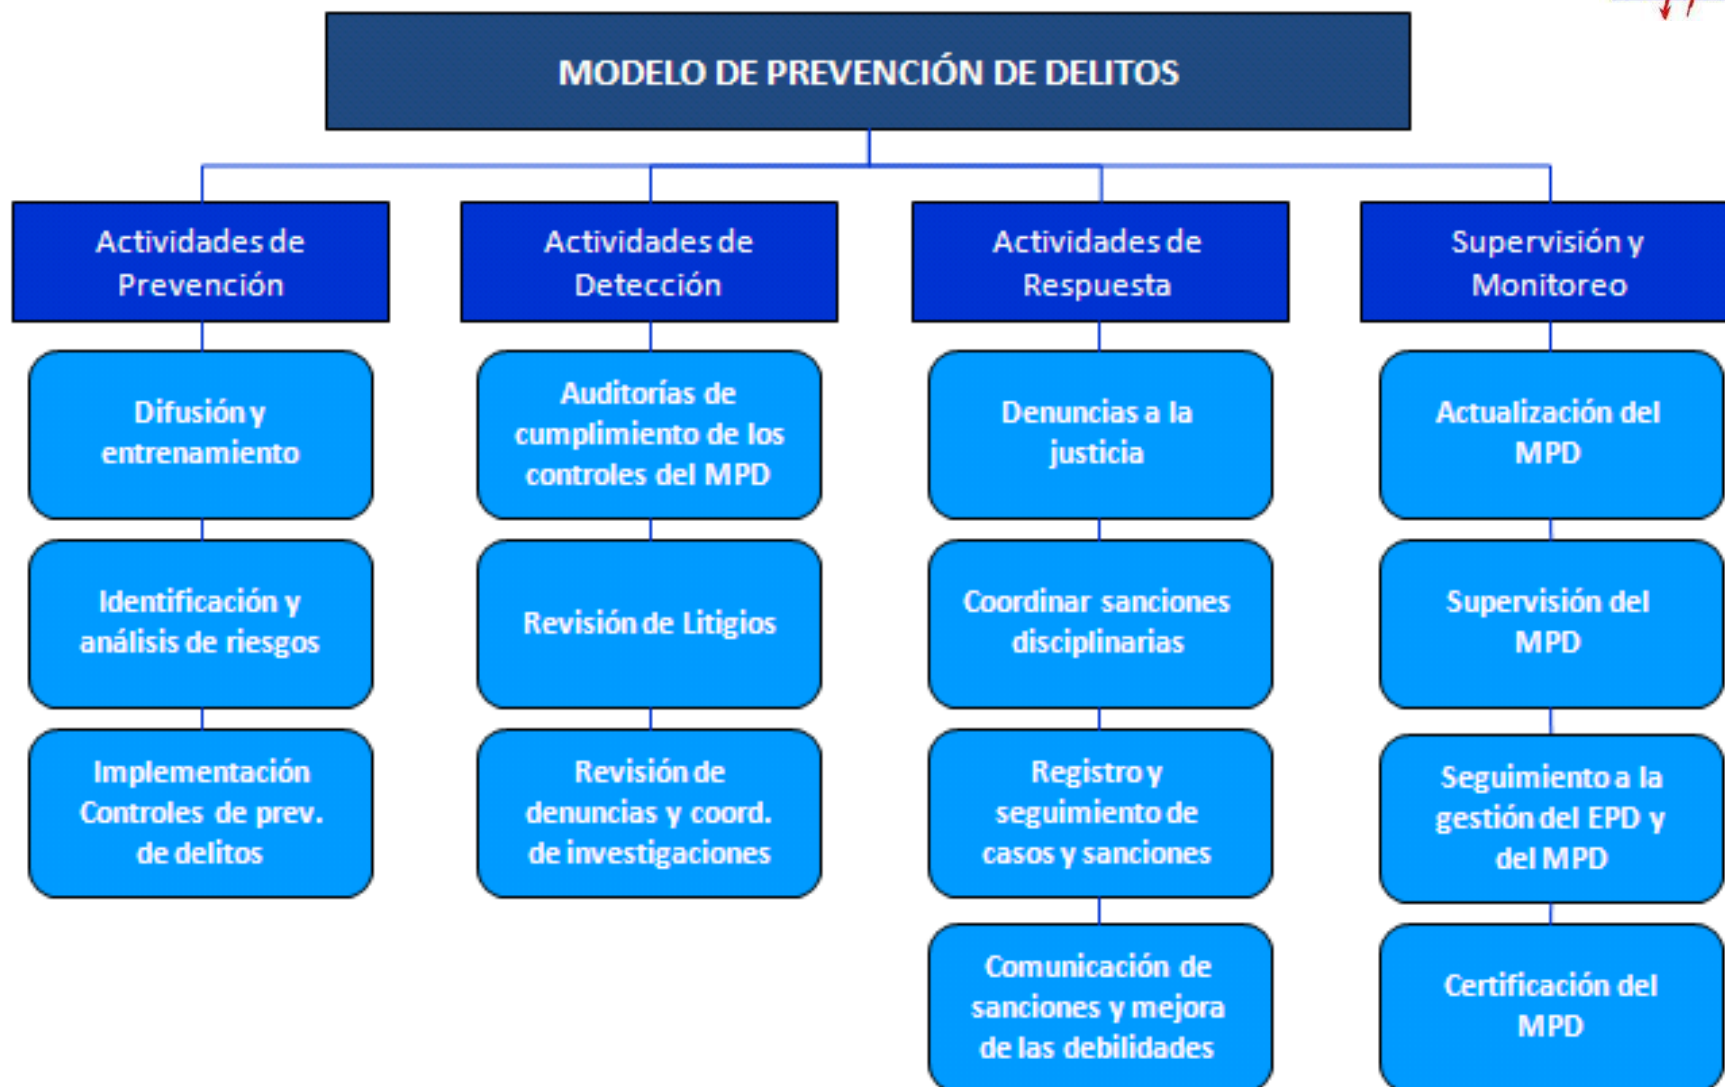 MODELO DE PREVENCIÓN DE DELITOS
Actividades de
Prevención
Actividades de
Detección
Actividades de
Respuesta
Supervisión y
Monitoreo
Difusión y
entrenamiento
Identificación y
análisis de riesgos
Implementación
Controles de prev.
de delitos
Auditorías de
cumplimiento de los
controles del MPD
Revisión de Litigios
Revisión de
denuncias y coord.
de investigaciones
Denuncias a la
justicia
Coordinar sanciones
disciplinarias
Registro y
seguimiento de
casos y sanciones
Comunicación de
sanciones y mejora
de las debilidades
Actualización del
MPD
Supervisión del
MPD
Seguimiento a la
gestión del EPD y
del MPD
Certificación del
MPD